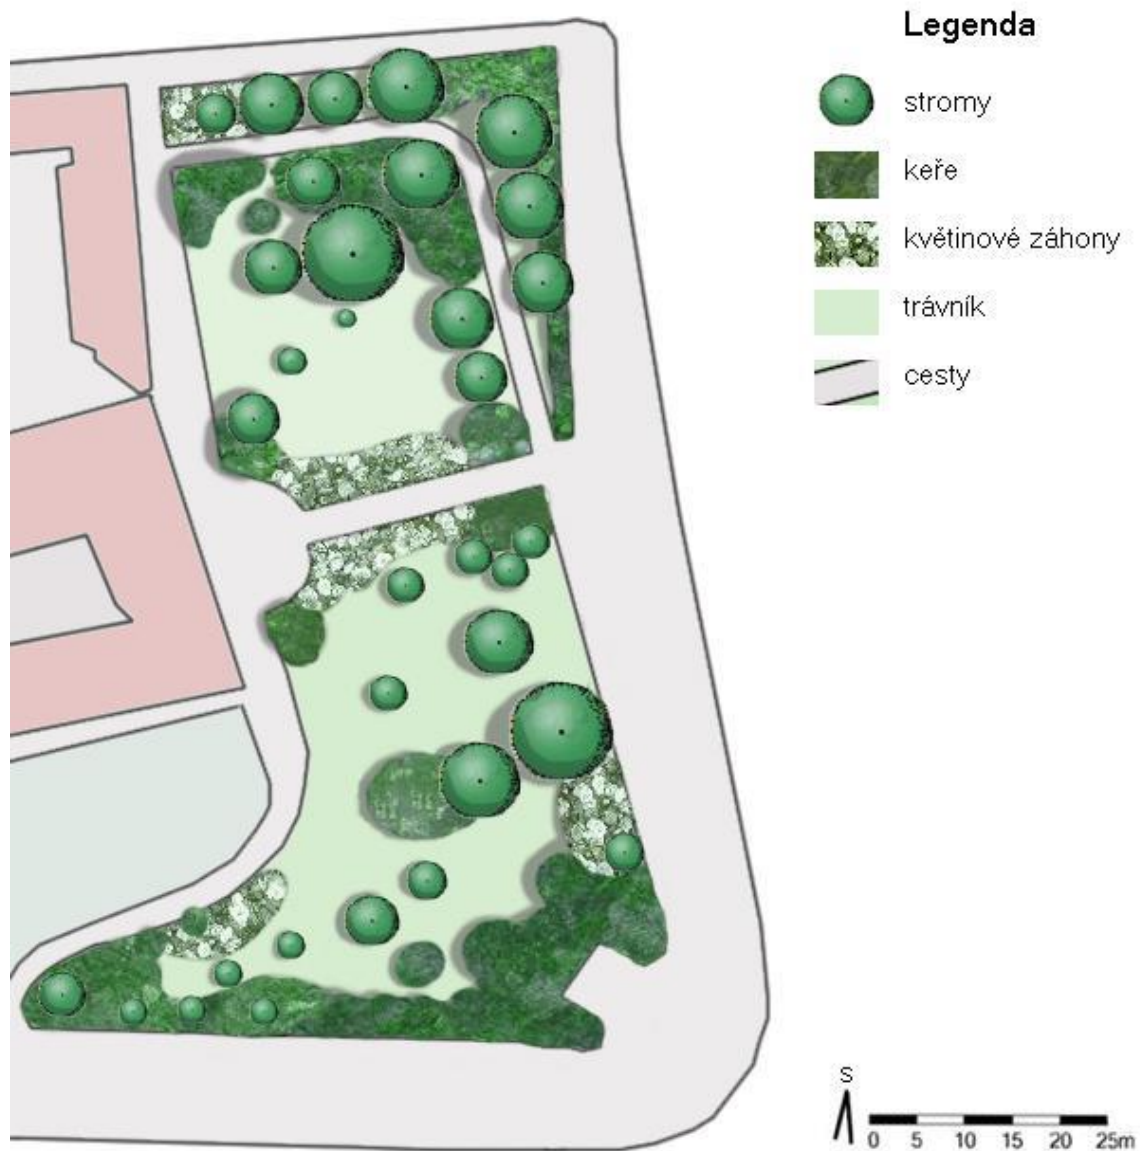 Legenda
stromy
keře
květinové záhony
trávník
cesty
S
0 5 10 15 20 25m